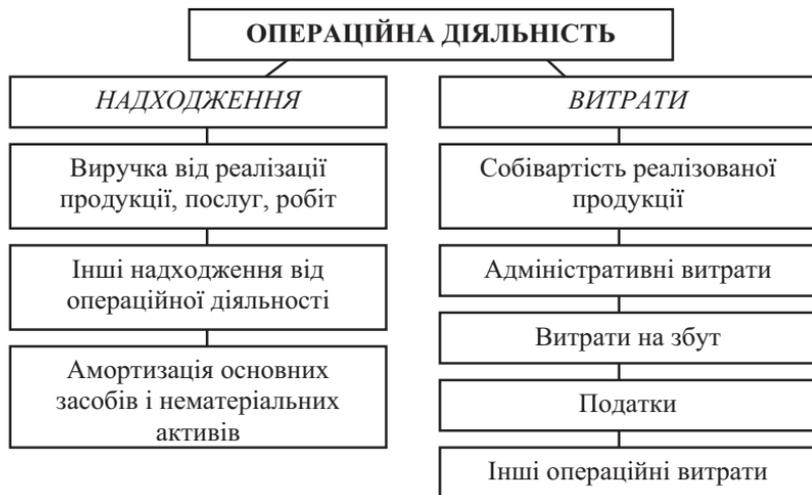 ОПЕРАЦІЙНА ДІЯЛЬНІСТЬ
НАДХОДЖЕННЯ
Виручка від реалізації
продукції, послуг, робіт
Інші надходження від
операційної діяльності
Амортизація основних
засобів і нематеріальних
активів
ВИТРАТИ
Собівартість реалізованої
продукції
Адміністративні витрати
Витрати на збут
Податки
Інші операційні витрати